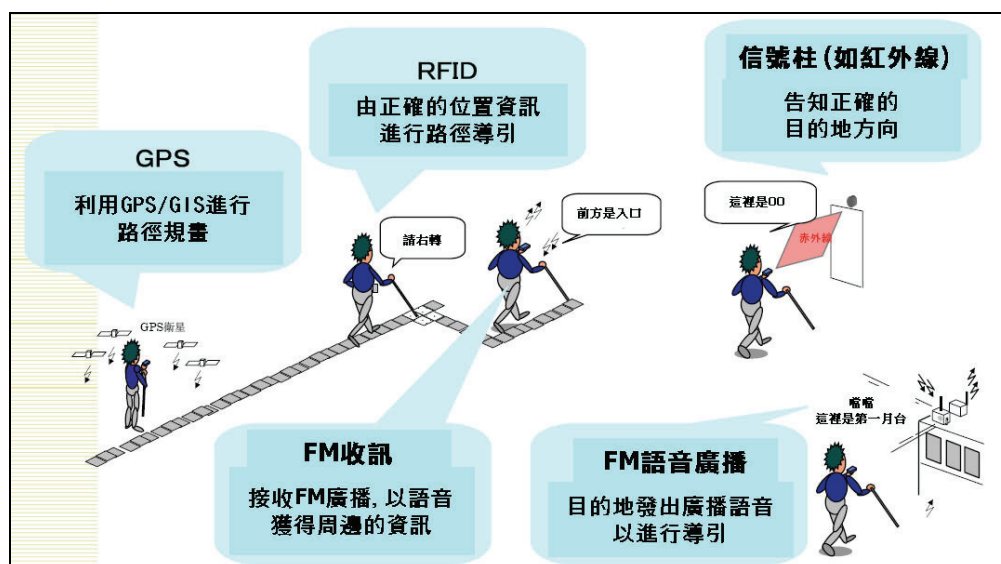 RFID
由正確的位置資訊
進行路徑導引
信號柱(如紅外線)
告知正確的
目的地方向
GPS
利用GPS/GIS進行
路徑規畫
請右轉
前方是入口
這裡是OO
赤外線
GPS衛星
FM收訊
接收FM廣播,以語音
獲得周邊的資訊
FM語音廣播
目的地發出廣播語音
以進行導引
噹噹
這裡是第一月台